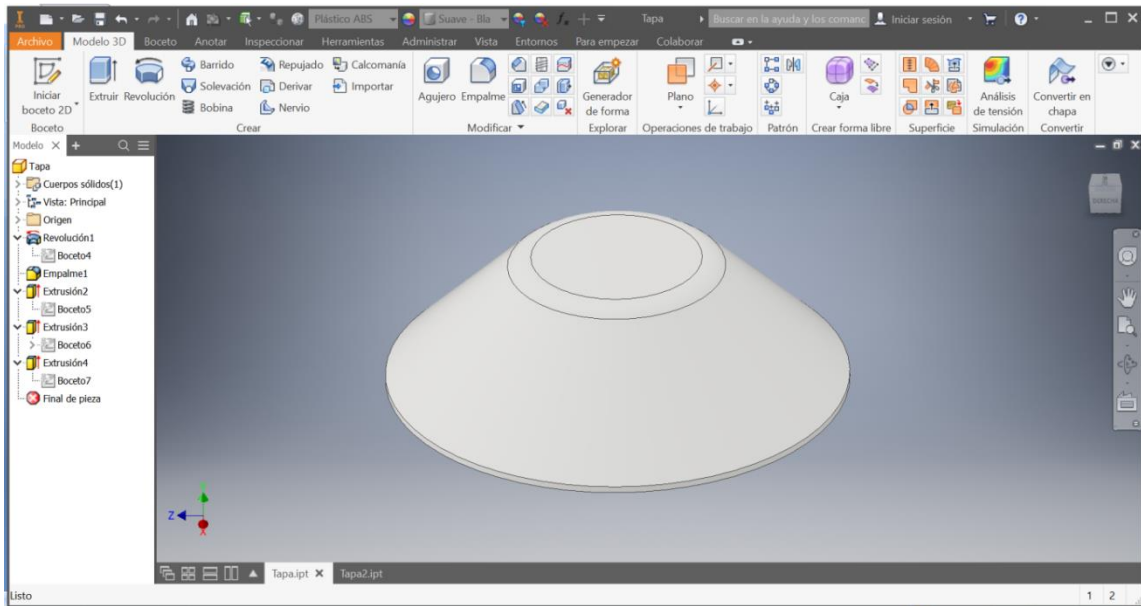 Plástico ABS Suave - Bla Tapa Buscar en la ayuda y los comanc Iniciar sesión
Archivo Modelo 3D Boceto Anotar Inspeccionar Herramientas Administrar Vista Entornos Para empezar Colaborar
Iniciar boceto 2D
Extruir Revolución
Barrido Repujado Calcomanía
Solevación Derivar Importar
Bobina Nervio
Agujero Empalme
Generador de forma
Plano
Caja
Análisis de tensión
Convertir en chapa
Boceto Crear Modificar Explorar Operaciones de trabajo Patrón Crear forma libre Superficie Simulación Convertir
Modelo
Tapa
Cuerpos sólidos(1)
Vista: Principal
Origen
Revolución1
Boceto4
Empalme1
Extrusión2
Boceto5
Extrusión3
Boceto6
Extrusión4
Boceto7
Final de pieza
Z
X
Tapa.ipt Tapa2.ipt
Listo 1 2